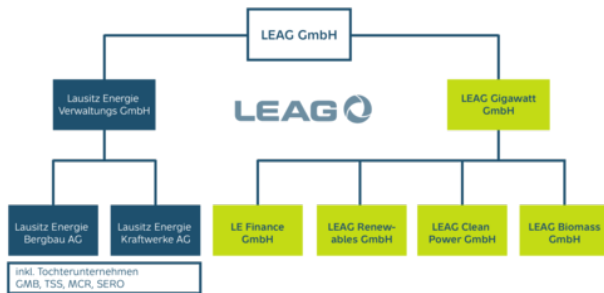 LEAG GmbH
Lausitz Energie
Verwaltungs GmbH
LEAG
LEAG Gigawatt
GmbH
Lausitz Energie
Bergbau AG
Lausitz Energie
Kraftwerke AG
LE Finance
GmbH
LEAG Renew-
ables GmbH
LEAG Clean
Power GmbH
LEAG Biomass
GmbH
inkl. Tochterunternehmen
GMB, TSS, MCR, SERO